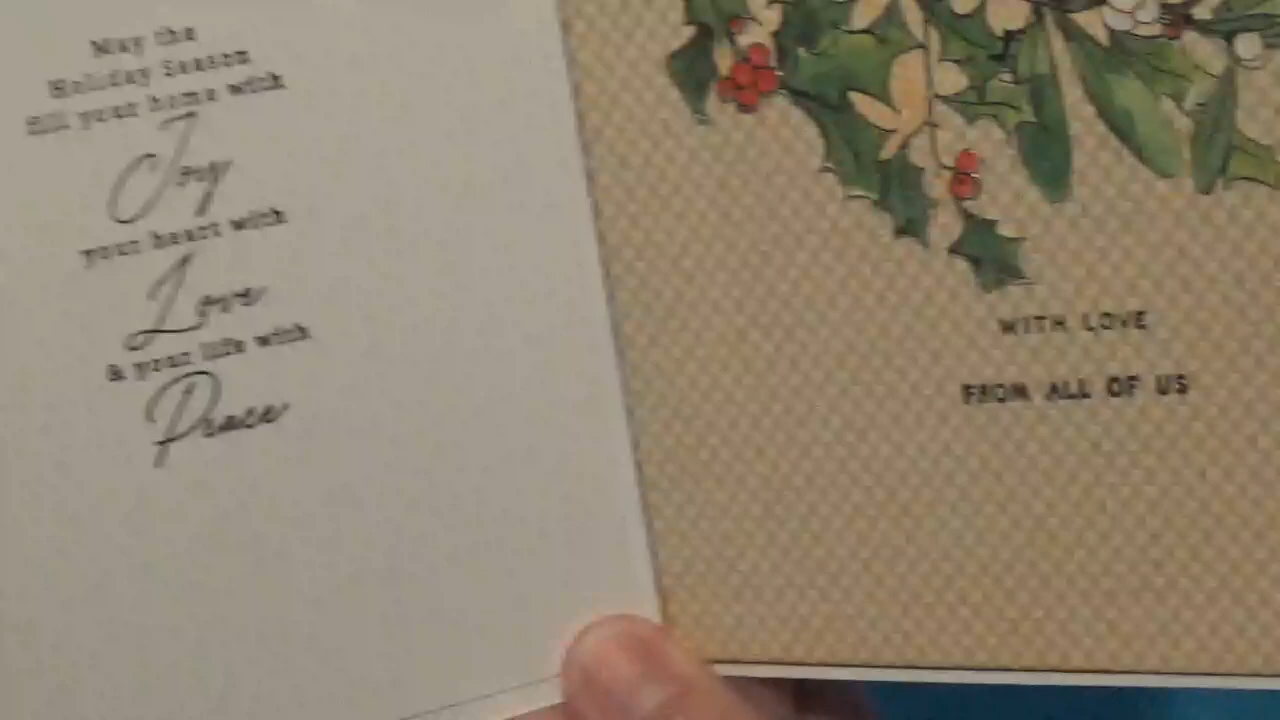 May the
Holiday Season
fill your home with
Joy
your heart with
Love
& your life with
Peace
WITH LOVE
FROM ALL OF US